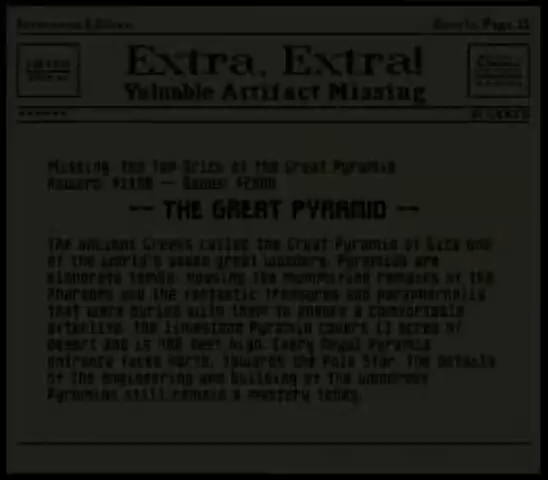 Sports, Page 11
Extra, Extra!
Valuable Artifact Missing
Missing: the Top Brick of the Great Pyramid
-- THE GREAT PYRAMID --
The ancient Greeks called the Great Pyramid of Giza one
of the world's seven great wonders. Pyramids are
elaborate tombs, housing the mummified remains of the
Pharaohs and the fantastic treasures and paraphernalia
that were buried with them to ensure a comfortable
afterlife. The limestone Pyramid covers 13 acres of
desert and is 480 feet high. Every Royal Pyramid
entrance faces north, towards the Pole Star. The details
of the engineering and building of the wondrous
Pyramids still remain a mystery today.